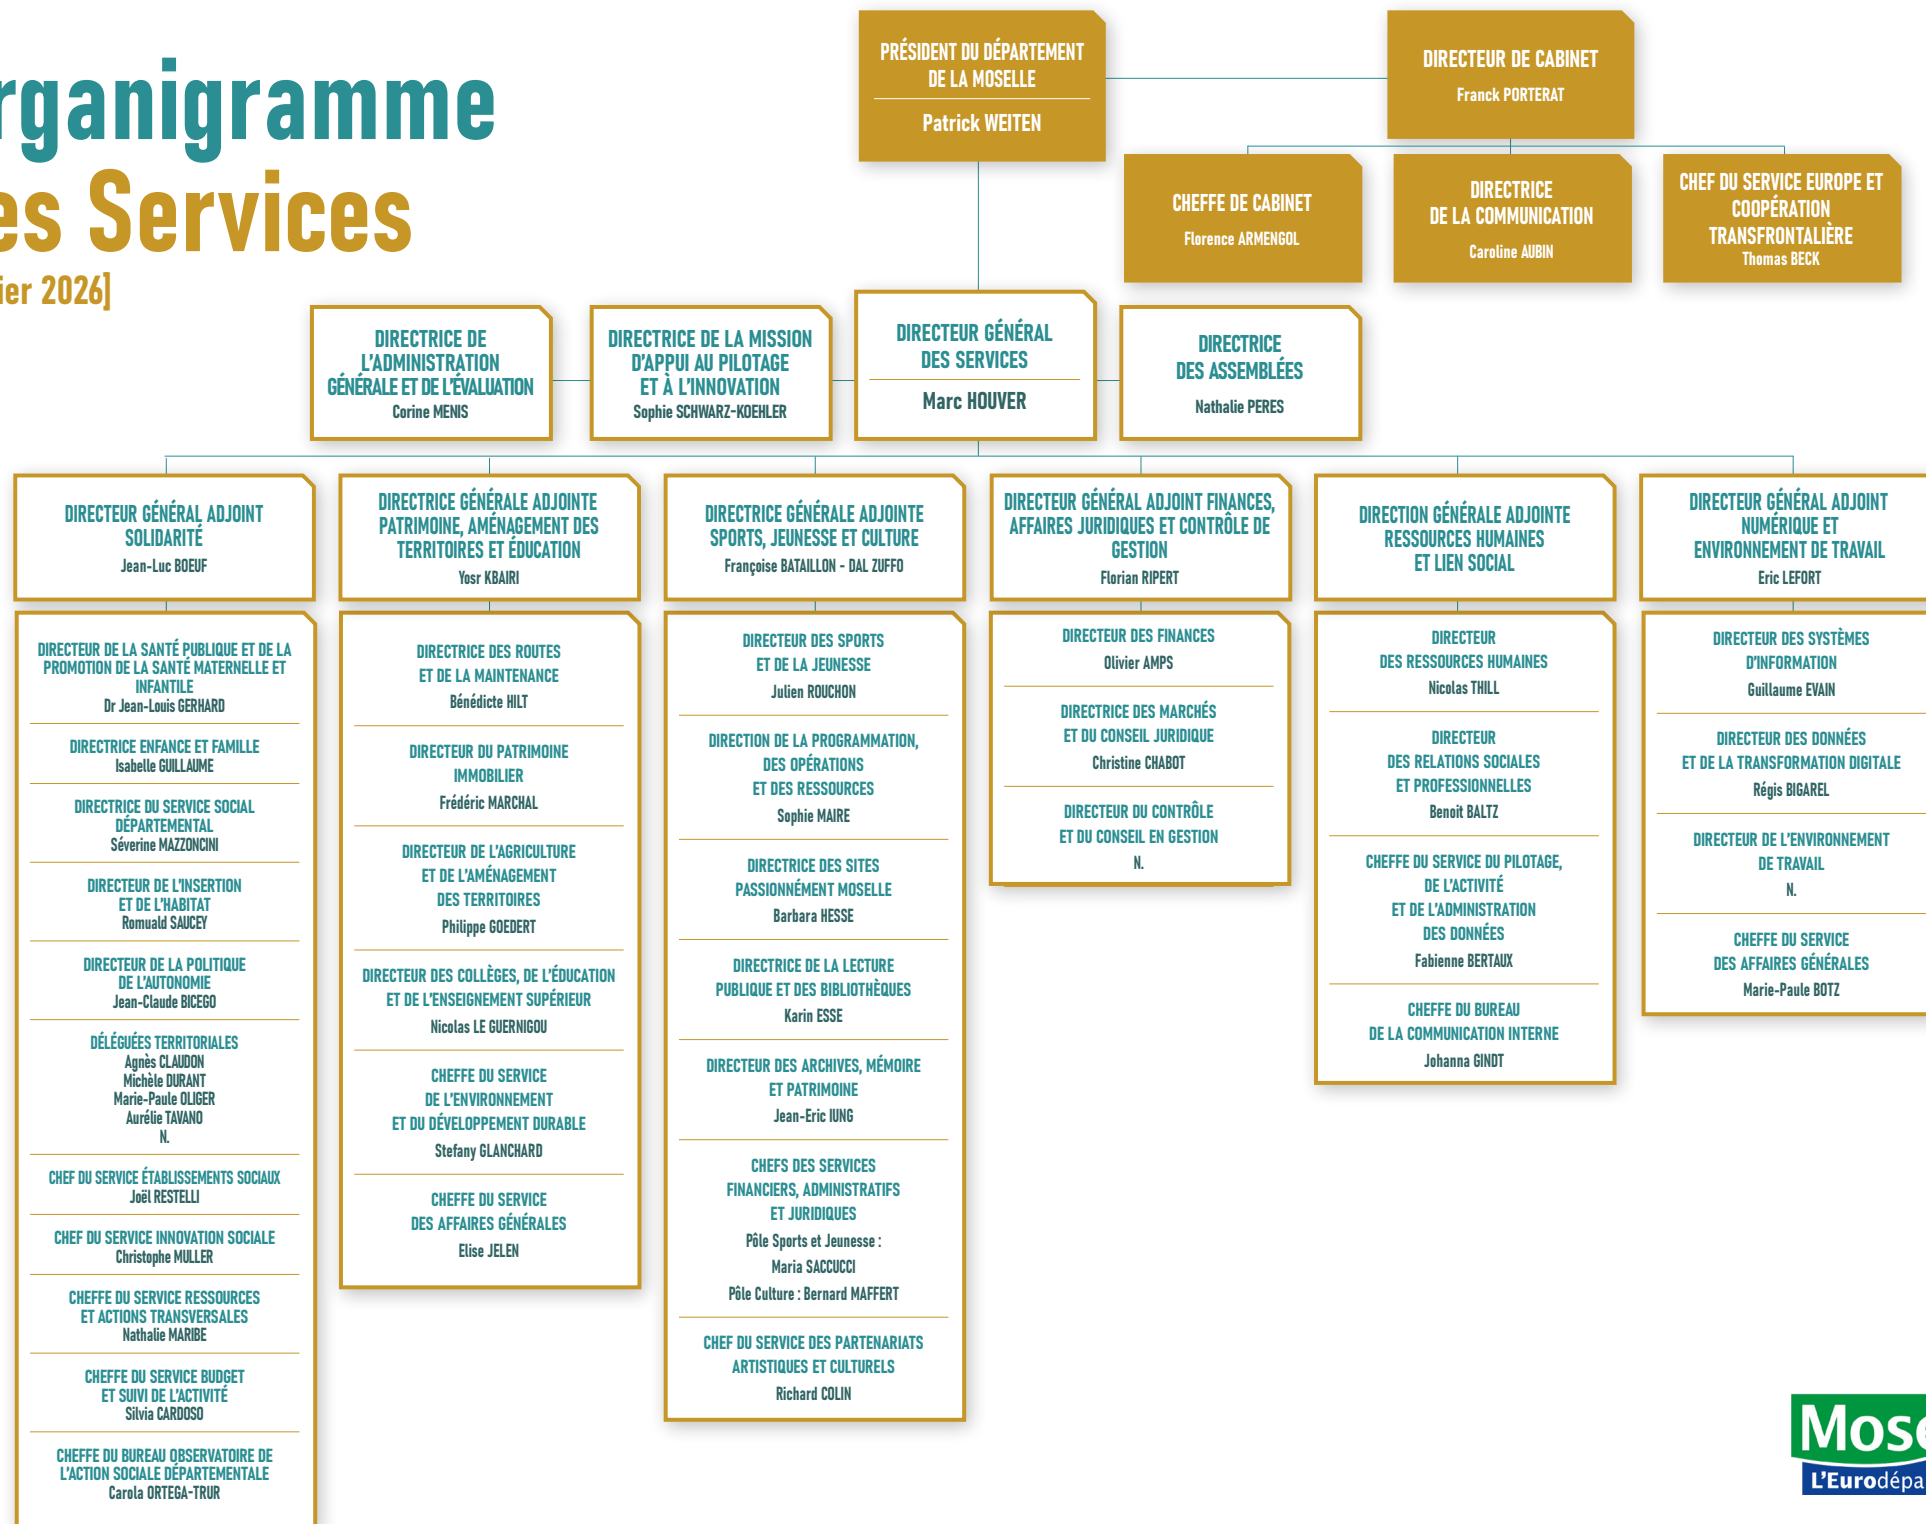 rganigramme
es Services
ier 2026]
PRÉSIDENT DU DÉPARTEMENT
DE LA MOSELLE
Patrick WEITEN
DIRECTEUR DE CABINET
Franck PORTERAT
CHEFFE DE CABINET
Florence ARMENGOL
DIRECTRICE
DE LA COMMUNICATION
Caroline AUBIN
CHEF DU SERVICE EUROPE ET
COOPÉRATION
TRANSFRONTALIÈRE
Thomas BECK
DIRECTRICE DE
L'ADMINISTRATION
GÉNÉRALE ET DE L'ÉVALUATION
Corine MENIS
DIRECTRICE DE LA MISSION
D'APPUI AU PILOTAGE
ET À L'INNOVATION
Sophie SCHWARZ-KOEHLER
DIRECTEUR GÉNÉRAL
DES SERVICES
Marc HOUVER
DIRECTRICE
DES ASSEMBLÉES
Nathalie PERES
DIRECTEUR GÉNÉRAL ADJOINT
SOLIDARITÉ
Jean-Luc BOEUF
DIRECTEUR DE LA SANTÉ PUBLIQUE ET DE LA
PROMOTION DE LA SANTÉ MATERNELLE ET
INFANTILE
Dr Jean-Louis GERHARD
DIRECTRICE ENFANCE ET FAMILLE
Isabelle GUILLAUME
DIRECTRICE DU SERVICE SOCIAL
DÉPARTEMENTAL
Séverine MAZZONCINI
DIRECTEUR DE L'INSERTION
ET DE L'HABITAT
Romuald SAUCEY
DIRECTEUR DE LA POLITIQUE
DE L'AUTONOMIE
Jean-Claude BICEGO
DÉLÉGUÉES TERRITORIALES
Agnès CLAUDON
Michèle DURANT
Marie-Paule OLIGER
Aurélie TAVANO
N.
CHEF DU SERVICE ÉTABLISSEMENTS SOCIAUX
Joël RESTELLI
CHEF DU SERVICE INNOVATION SOCIALE
Christophe MULLER
CHEFFE DU SERVICE RESSOURCES
ET ACTIONS TRANSVERSALES
Nathalie MARIBE
CHEFFE DU SERVICE BUDGET
ET SUIVI DE L'ACTIVITÉ
Silvia CARDOSO
CHEFFE DU BUREAU OBSERVATOIRE DE
L'ACTION SOCIALE DÉPARTEMENTALE
Carola ORTEGA-TRUR
DIRECTRICE GÉNÉRALE ADJOINTE
PATRIMOINE, AMÉNAGEMENT DES
TERRITOIRES ET ÉDUCATION
Yosr KBAIRI
DIRECTRICE DES ROUTES
ET DE LA MAINTENANCE
Bénédicte HILT
DIRECTEUR DU PATRIMOINE
IMMOBILIER
Frédéric MARCHAL
DIRECTEUR DE L'AGRICULTURE
ET DE L'AMÉNAGEMENT
DES TERRITOIRES
Philippe GOEDERT
DIRECTEUR DES COLLÈGES, DE L'ÉDUCATION
ET DE L'ENSEIGNEMENT SUPÉRIEUR
Nicolas LE GUERNIGOU
CHEFFE DU SERVICE
DE L'ENVIRONNEMENT
ET DU DÉVELOPPEMENT DURABLE
Stefany GLANCHARD
CHEFFE DU SERVICE
DES AFFAIRES GÉNÉRALES
Elise JELEN
DIRECTRICE GÉNÉRALE ADJOINTE
SPORTS, JEUNESSE ET CULTURE
Françoise BATAILLON - DAL ZUFFO
DIRECTEUR DES SPORTS
ET DE LA JEUNESSE
Julien ROUCHON
DIRECTION DE LA PROGRAMMATION,
DES OPÉRATIONS
ET DES RESSOURCES
Sophie MAIRE
DIRECTRICE DES SITES
PASSIONNÉMENT MOSELLE
Barbara HESSE
DIRECTRICE DE LA LECTURE
PUBLIQUE ET DES BIBLIOTHÈQUES
Karin ESSE
DIRECTEUR DES ARCHIVES, MÉMOIRE
ET PATRIMOINE
Jean-Eric IUNG
CHEFS DES SERVICES
FINANCIERS, ADMINISTRATIFS
ET JURIDIQUES
Pôle Sports et Jeunesse :
Maria SACCUCCI
Pôle Culture : Bernard MAFFERT
CHEF DU SERVICE DES PARTENARIATS
ARTISTIQUES ET CULTURELS
Richard COLIN
DIRECTEUR GÉNÉRAL ADJOINT FINANCES,
AFFAIRES JURIDIQUES ET CONTRÔLE DE
GESTION
Florian RIPERT
DIRECTEUR DES FINANCES
Olivier AMPS
DIRECTRICE DES MARCHÉS
ET DU CONSEIL JURIDIQUE
Christine CHABOT
DIRECTEUR DU CONTRÔLE
ET DU CONSEIL EN GESTION
N.
DIRECTION GÉNÉRALE ADJOINTE
RESSOURCES HUMAINES
ET LIEN SOCIAL
DIRECTEUR
DES RESSOURCES HUMAINES
Nicolas THILL
DIRECTEUR
DES RELATIONS SOCIALES
ET PROFESSIONNELLES
Benoit BALTZ
CHEFFE DU SERVICE DU PILOTAGE,
DE L'ACTIVITÉ
ET DE L'ADMINISTRATION
DES DONNÉES
Fabienne BERTAUX
CHEFFE DU BUREAU
DE LA COMMUNICATION INTERNE
Johanna GINDT
DIRECTEUR GÉNÉRAL ADJOINT
NUMÉRIQUE ET
ENVIRONNEMENT DE TRAVAIL
Eric LEFORT
DIRECTEUR DES SYSTÈMES
D'INFORMATION
Guillaume EVAIN
DIRECTEUR DES DONNÉES
ET DE LA TRANSFORMATION DIGITALE
Régis BIGAREL
DIRECTEUR DE L'ENVIRONNEMENT
DE TRAVAIL
N.
CHEFFE DU SERVICE
DES AFFAIRES GÉNÉRALES
Marie-Paule BOTZ
Mose
L'Eurodépa